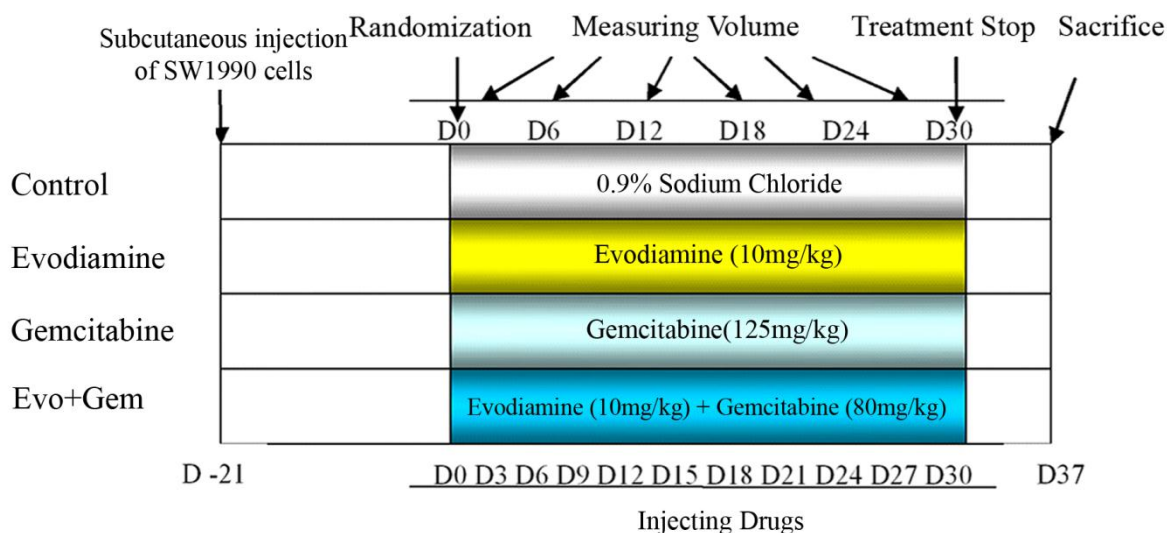 Subcutaneous injection
of SW1990 cells
Randomization
Measuring Volume
Treatment Stop
Sacrifice
D0 D6 D12 D18 D24 D30
Control
0.9% Sodium Chloride
Evodiamine
Evodiamine (10mg/kg)
Gemcitabine
Gemcitabine(125mg/kg)
Evo+Gem
Evodiamine (10mg/kg) + Gemcitabine (80mg/kg)
D -21
D0 D3 D6 D9 D12 D15 D18 D21 D24 D27 D30
D37
Injecting Drugs